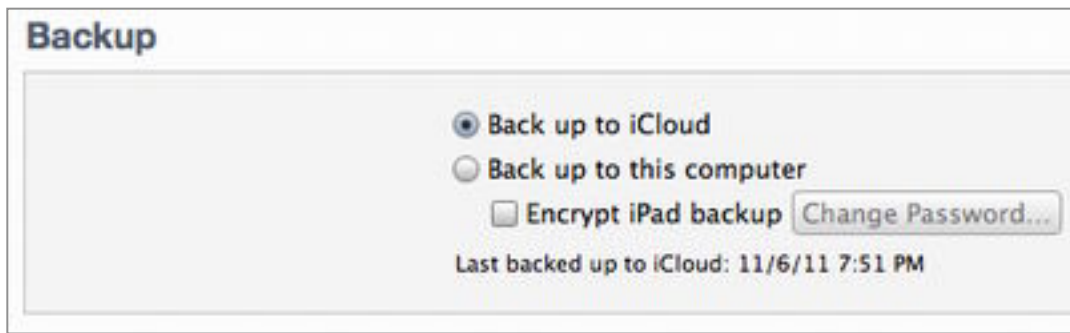 Backup
Back up to iCloud
Back up to this computer
Encrypt iPad backup Change Password...
Last backed up to iCloud: 11/6/11 7:51 PM